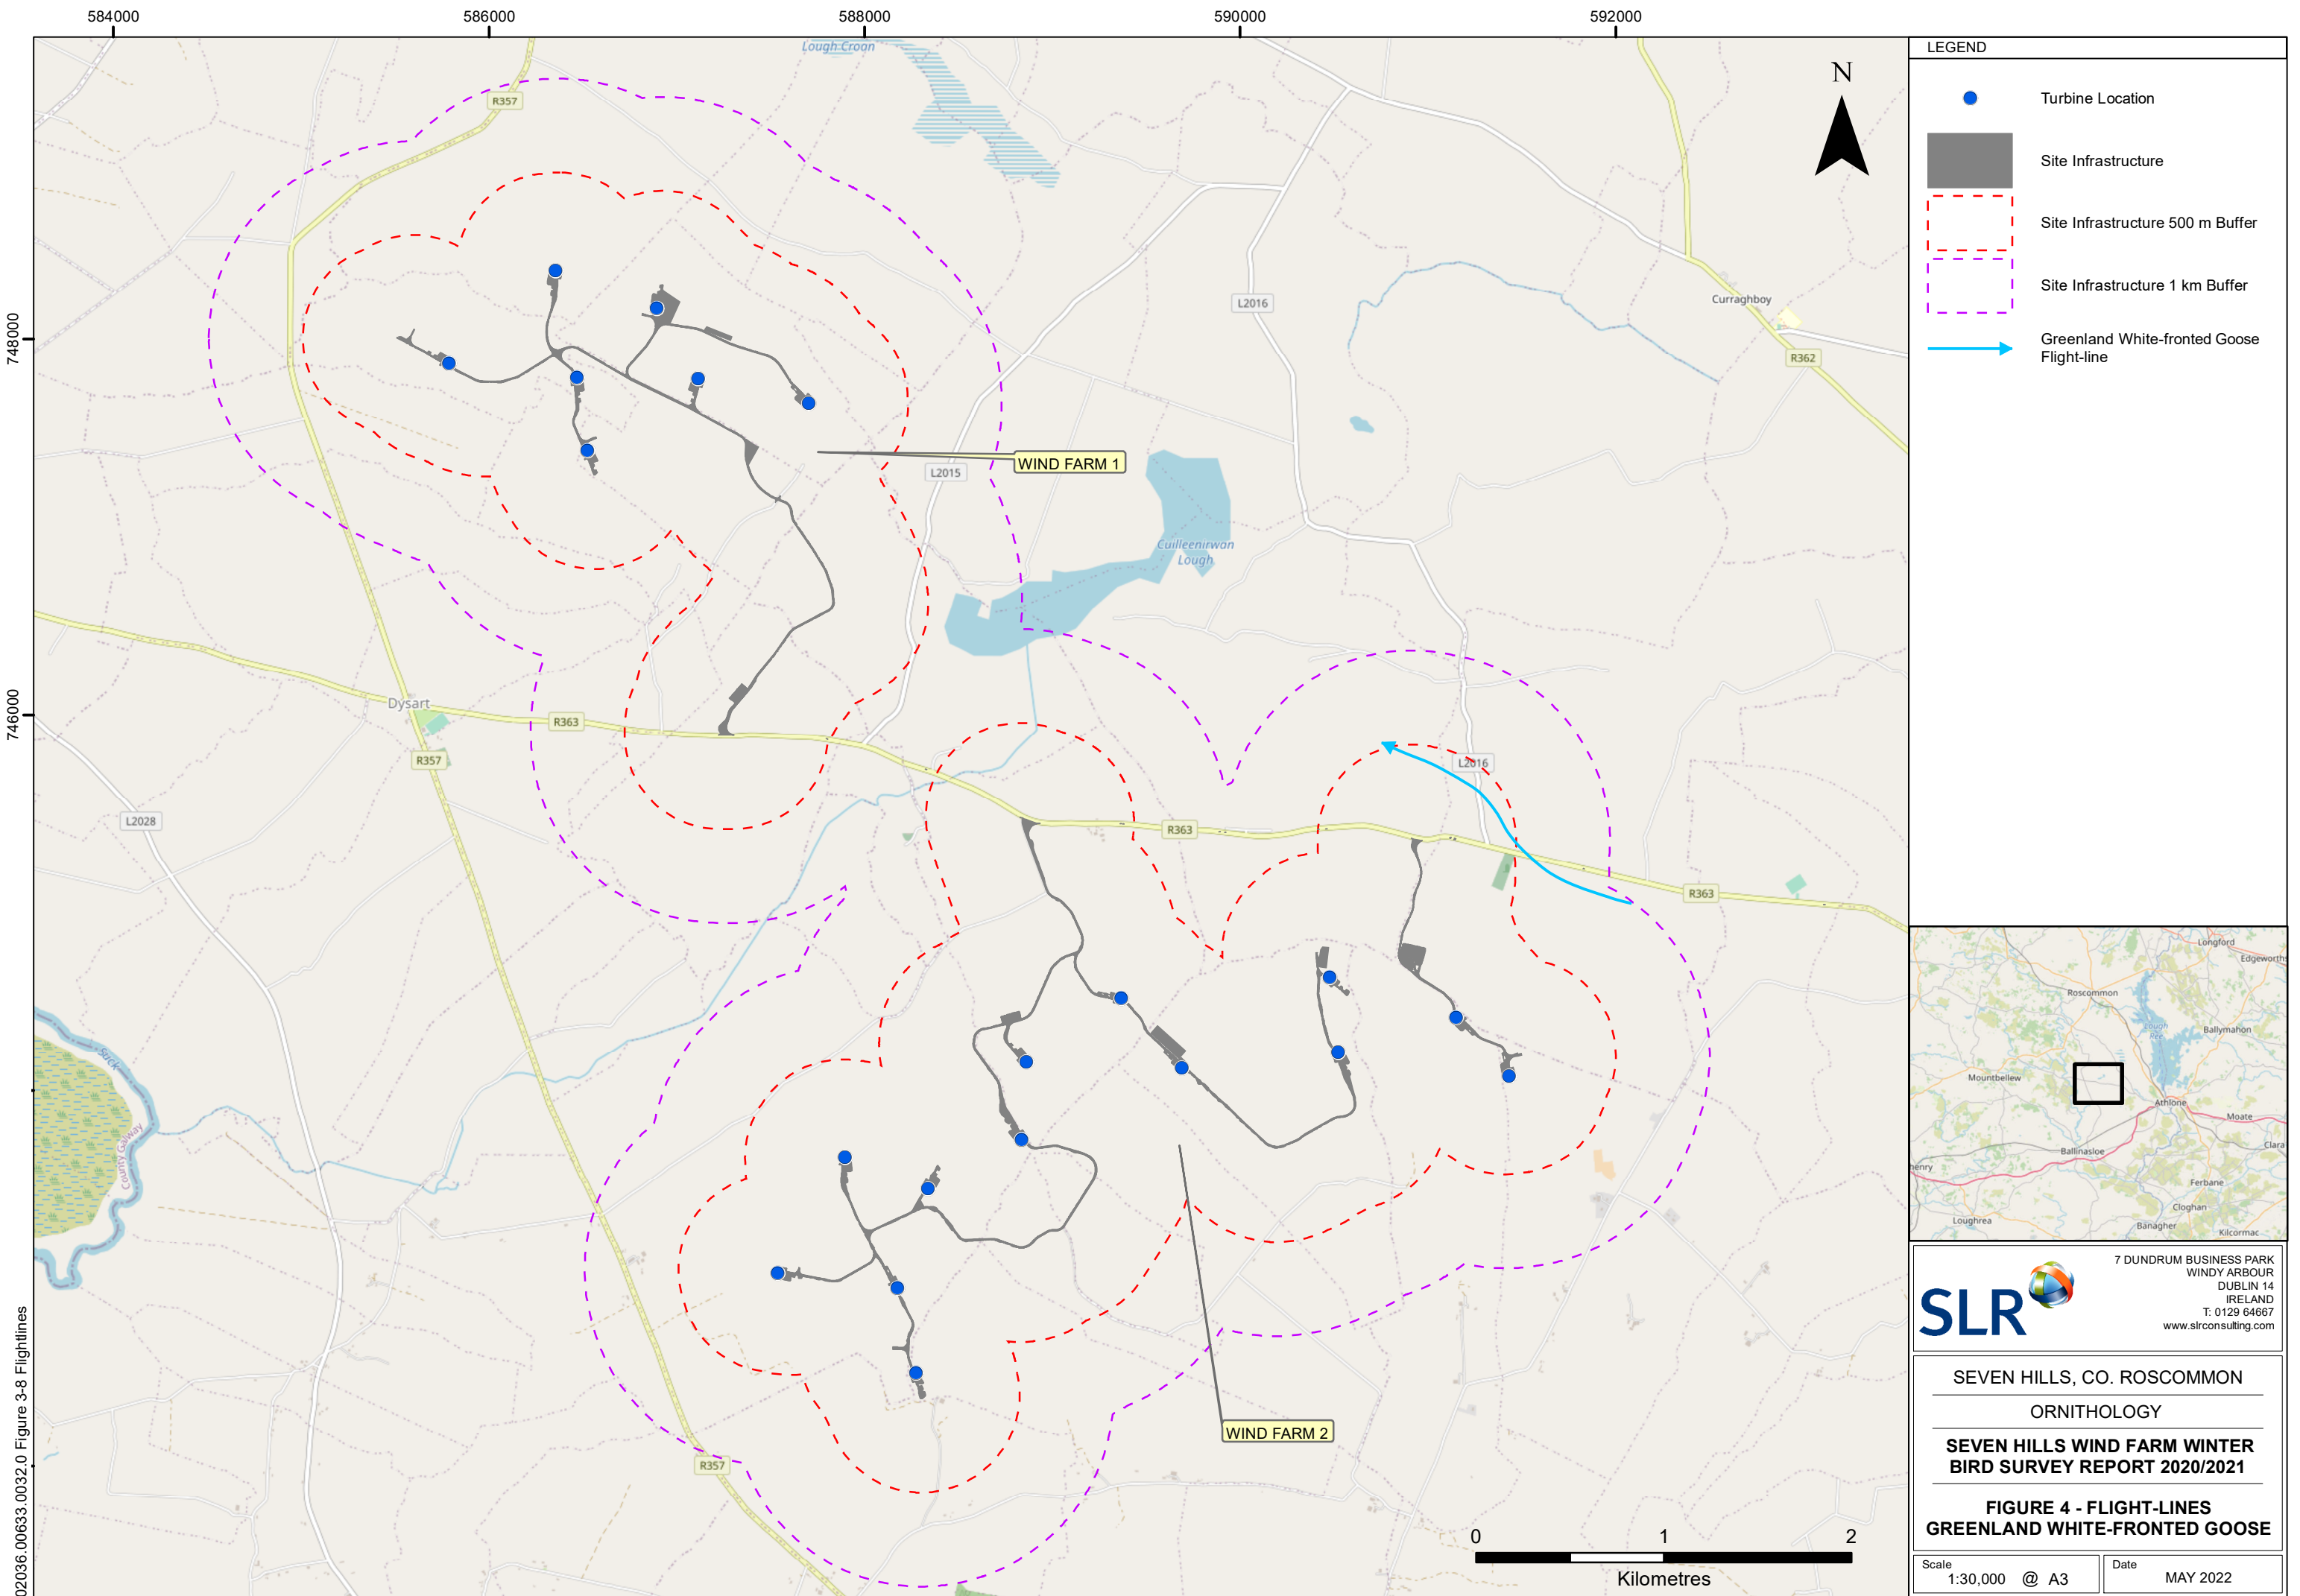 584000
586000
588000
590000
592000
748000
746000
02036.00633.0032.0 Figure 3-8 Flightlines
Lough Croan
R357
L2016
Curraghboy
R362
WIND FARM 1
L2015
Cuilleenirwan
Lough
Dysart
R363
R357
L2016
L2028
R363
R363
Suck
County Galway
WIND FARM 2
R357
0
1
2
Kilometres
N
LEGEND
Turbine Location
Site Infrastructure
Site Infrastructure 500 m Buffer
Site Infrastructure 1 km Buffer
Greenland White-fronted Goose
Flight-line
Longford
Edgeworths
Roscommon
Lough
Ree
Ballymahon
Mountbellew
Athlone
Moate
Clara
Ballinasloe
henry
Ferbane
Cloghan
Loughrea
Banagher
Kilcormac
SLR
7 DUNDRUM BUSINESS PARK
WINDY ARBOUR
DUBLIN 14
IRELAND
T: 0129 64667
www.slrconsulting.com
SEVEN HILLS, CO. ROSCOMMON
ORNITHOLOGY
SEVEN HILLS WIND FARM WINTER
BIRD SURVEY REPORT 2020/2021
FIGURE 4 - FLIGHT-LINES
GREENLAND WHITE-FRONTED GOOSE
Scale
1:30,000 @ A3
Date
MAY 2022